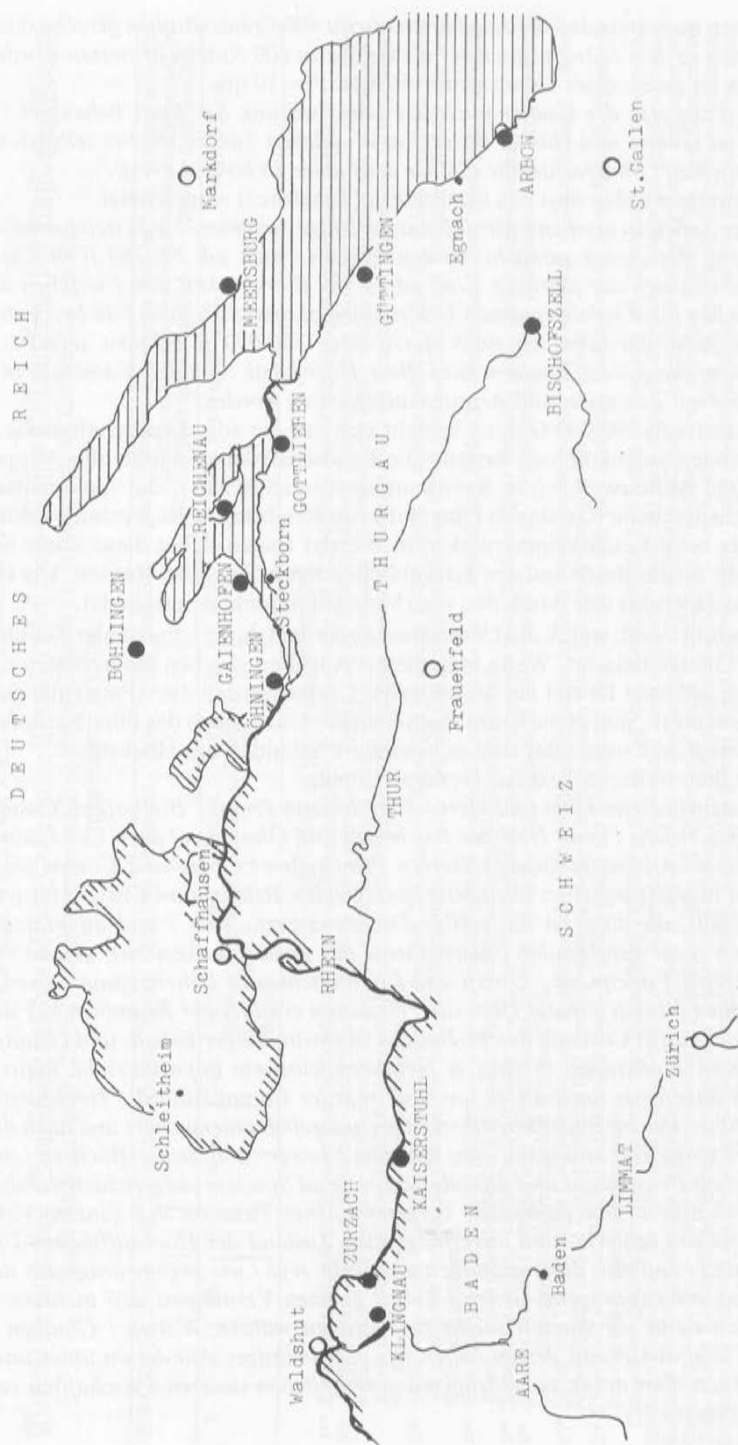 DEUTSCHES REICH
Markdorf
MEERSBURG
BOHLINGEN
REICHENAU
GAIENHOFEN
ÖHNINGEN
Steckborn
GOTTLIEBEN
GÜTTINGEN
Egnach
ARBON
St.Gallen
BISCHOFSZELL
THURGAU
Frauenfeld
THUR
Schaffhausen
Schleitheim
RHEIN
SCHWEIZ
Waldshut
ZURZACH
KLINGNAU
KAISERSTUHL
BADEN
Baden
AARE
LIMMAT
Zürich